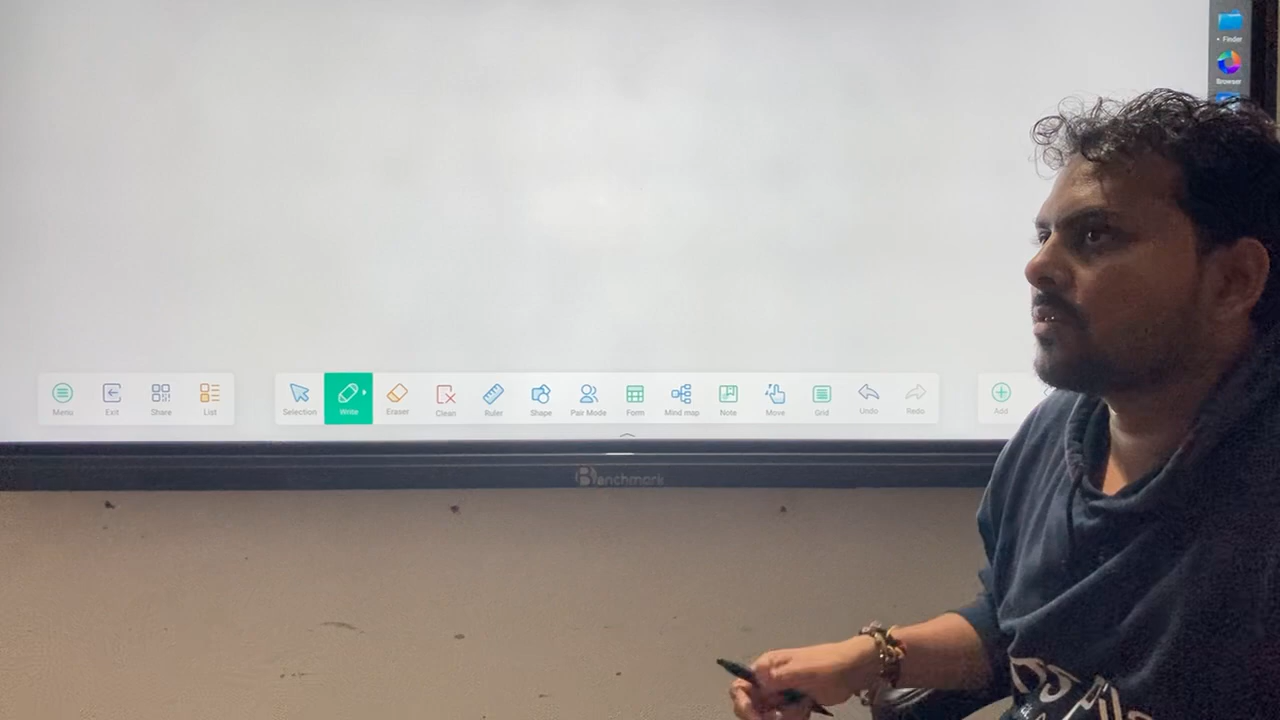 Finder
Browser
Menu Exit Share List Selection Write Eraser Clean Ruler Shape Pair Mode Form Mind map Note Move Grid Undo Redo Add
Benchmark